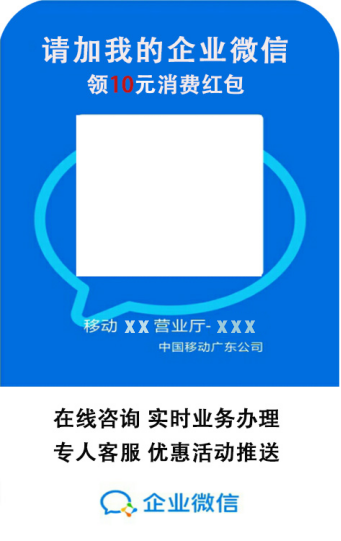 请加我的企业微信
领10元消费红包
移动 XX 营业厅- XXX
中国移动广东公司
在线咨询 实时业务办理
专人客服 优惠活动推送
企业微信